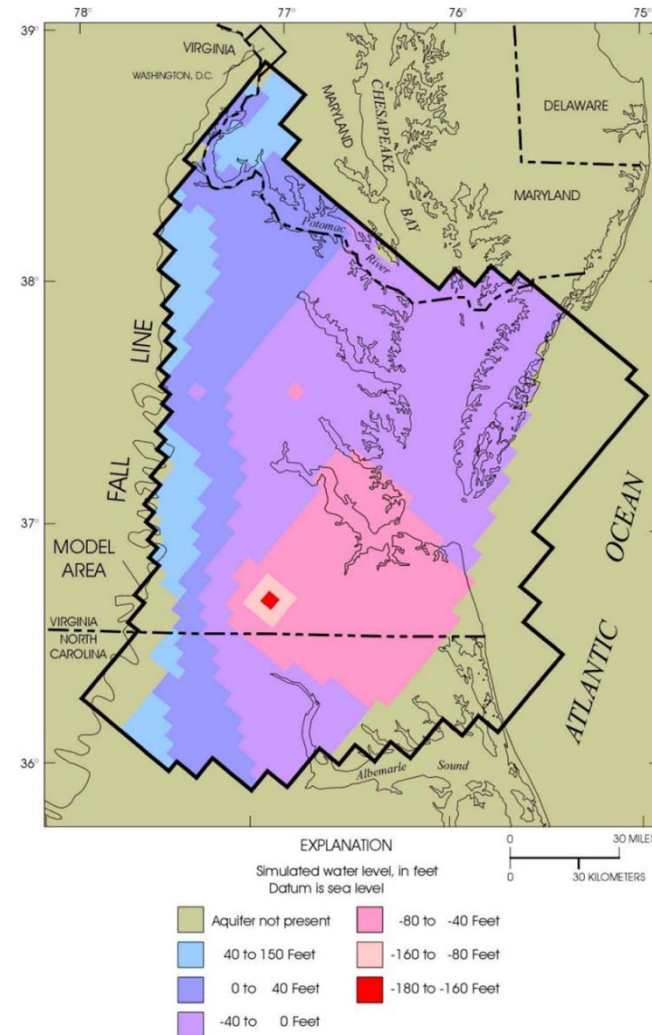 78°
77°
76°
75°
39°
VIRGINIA
WASHINGTON, D.C.
MARYLAND
CHESAPEAKE
BAY
DELAWARE
MARYLAND
Potomac
River
38°
FALL LINE
37°
MODEL
AREA
VIRGINIA
NORTH
CAROLINA
ATLANTIC OCEAN
36°
Albemarle Sound
EXPLANATION
Simulated water level, in feet
Datum is sea level
0 30 MILES
0 30 KILOMETERS
Aquifer not present
40 to 150 Feet
0 to 40 Feet
-40 to 0 Feet
-80 to -40 Feet
-160 to -80 Feet
-180 to -160 Feet